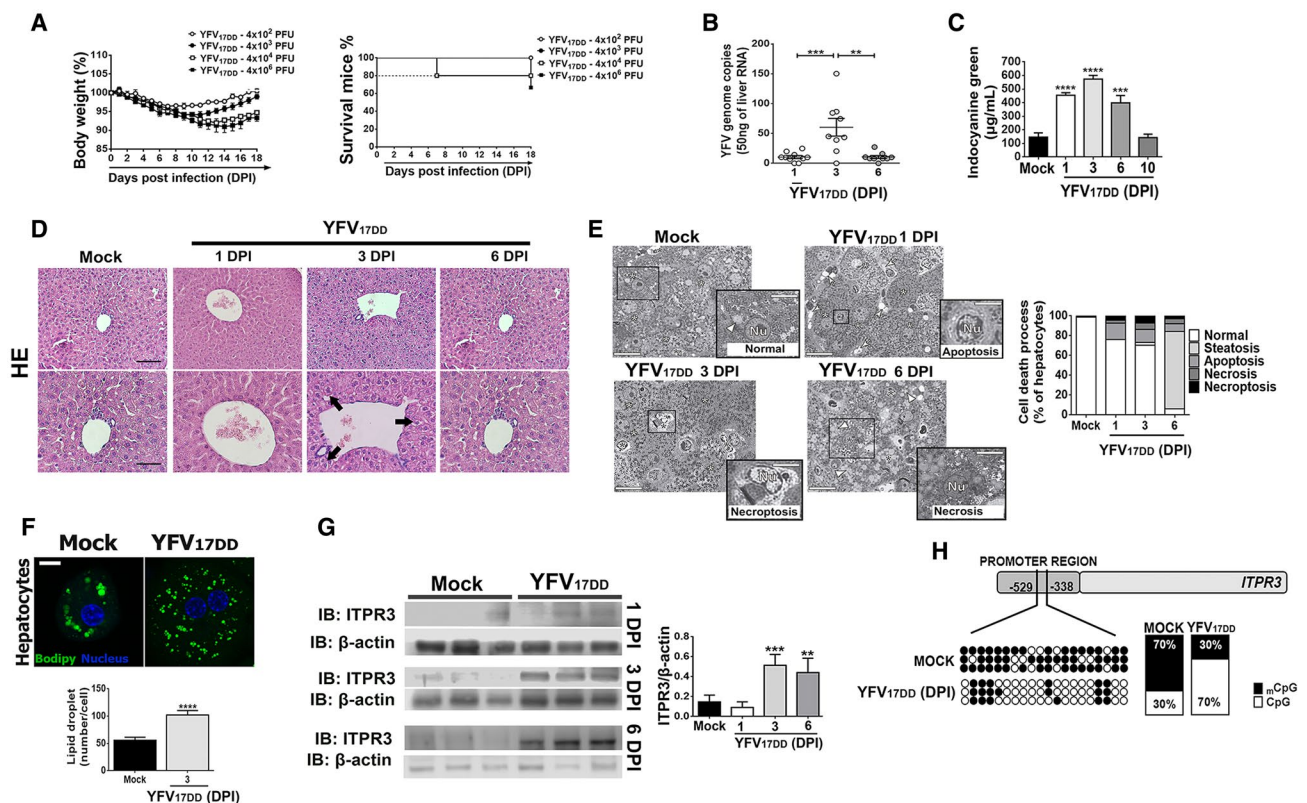 A
YFV17DD - 4x10² PFU
YFV17DD - 4x10³ PFU
YFV17DD - 4x10⁴ PFU
YFV17DD - 4x10⁶ PFU
Body weight (%)
110
105
100
95
90
85
0 2 4 6 8 10 12 14 16 18
Days post infection (DPI)
YFV17DD - 4x10² PFU
YFV17DD - 4x10³ PFU
YFV17DD - 4x10⁴ PFU
YFV17DD - 4x10⁶ PFU
Survival mice %
100
80
60
40
20
0
0 2 4 6 8 10 12 14 16 18
Days post infection (DPI)
B
YFV genome copies
(50ng of liver RNA)
200
150
100
50
0
*** **
1 3 6
YFV17DD (DPI)
C
Indocyanine green
(µg/mL)
700
600
500
400
300
200
100
0
**** **** ***
Mock 1 3 6 10
YFV17DD (DPI)
D
YFV17DD
Mock 1 DPI 3 DPI 6 DPI
HE
E
Mock YFV17DD 1 DPI
Nu
Normal
Nu
Apoptosis
YFV17DD 3 DPI YFV17DD 6 DPI
Nu
Necroptosis
Nu
Necrosis
Cell death process
(% of hepatocytes)
100
80
60
40
20
0
Normal
Steatosis
Apoptosis
Necrosis
Necroptosis
Mock 1 3 6
YFV17DD (DPI)
F
Mock YFV17DD
Hepatocytes
Bodipy Nucleus
Lipid droplet
(number/cell)
150
100
50
0
****
Mock 3
YFV17DD (DPI)
G
Mock YFV17DD
IB: ITPR3
IB: β-actin
1 DPI
IB: ITPR3
IB: β-actin
3 DPI
IB: ITPR3
IB: β-actin
6 DPI
ITPR3/β-actin
0.8
0.6
0.4
0.2
0.0
*** **
Mock 1 3 6
YFV17DD (DPI)
H
PROMOTER REGION
-529 -338 ITPR3
MOCK
YFV17DD (DPI)
MOCK YFV17DD
70% 30%
30% 70%
mCpG
CpG